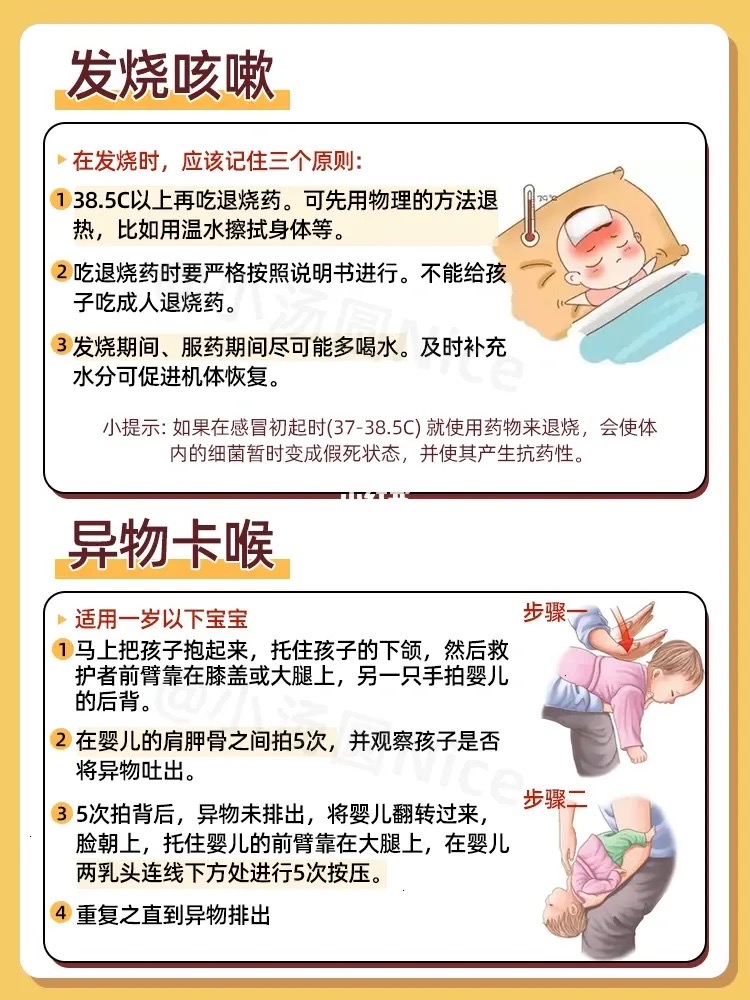 发烧咳嗽
在发烧时，应该记住三个原则：
1 38.5C以上再吃退烧药。可先用物理的方法退
热，比如用温水擦拭身体等。
2 吃退烧药时要严格按照说明书进行。不能给孩
子吃成人退烧药。
3 发烧期间、服药期间尽可能多喝水。及时补充
水分可促进机体恢复。
小提示: 如果在感冒初起时(37-38.5C) 就使用药物来退烧，会使体
内的细菌暂时变成假死状态，并使其产生抗药性。
小汤圆Nice
异物卡喉
适用一岁以下宝宝
步骤一
1 马上把孩子抱起来，托住孩子的下颌，然后救
护者前臂靠在膝盖或大腿上，另一只手拍婴儿
的后背。
@小汤圆Nice
2 在婴儿的肩胛骨之间拍5次，并观察孩子是否
将异物吐出。
步骤二
3 5次拍背后，异物未排出，将婴儿翻转过来，
脸朝上，托住婴儿的前臂靠在大腿上，在婴儿
两乳头连线下方处进行5次按压。
4 重复之直到异物排出